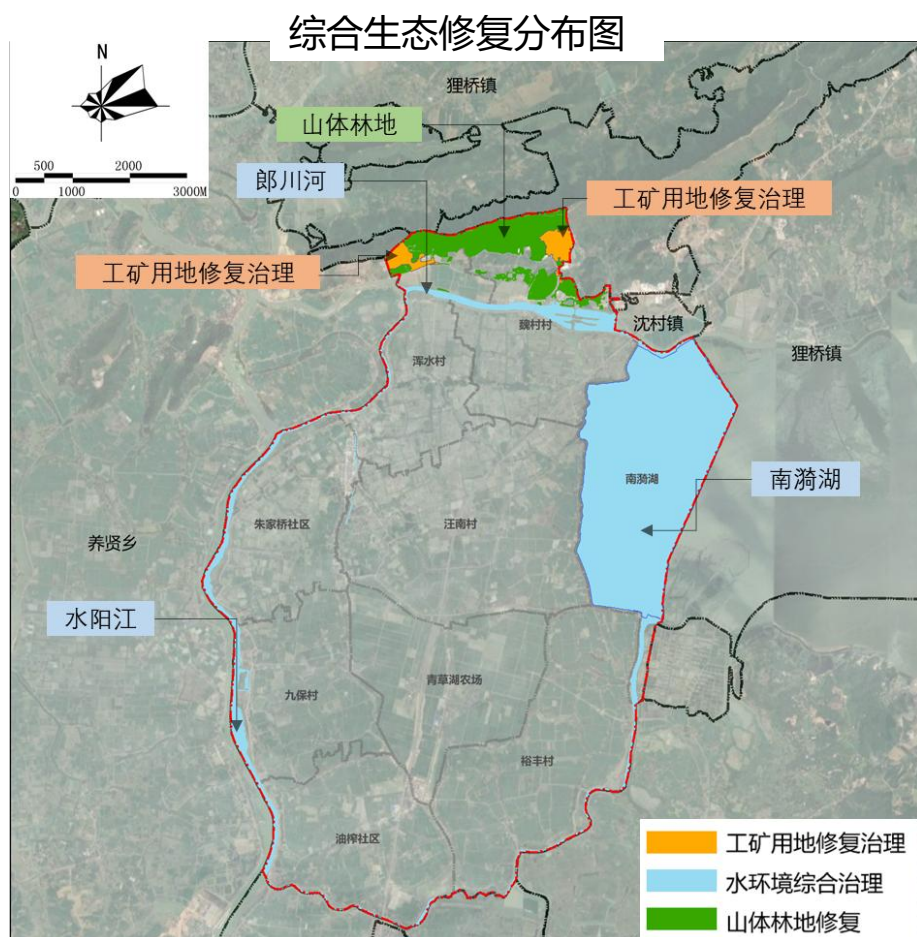 综合生态修复分布图
N
500 2000
0 1000 3000M
狸桥镇
山体林地
郎川河
工矿用地修复治理
工矿用地修复治理
魏村村
沈村镇
狸桥镇
浑水村
南漪湖
南漪湖
朱家桥社区
汪南村
养贤乡
水阳江
青草湖农场
九保村
裕丰村
油榨社区
工矿用地修复治理
水环境综合治理
山体林地修复